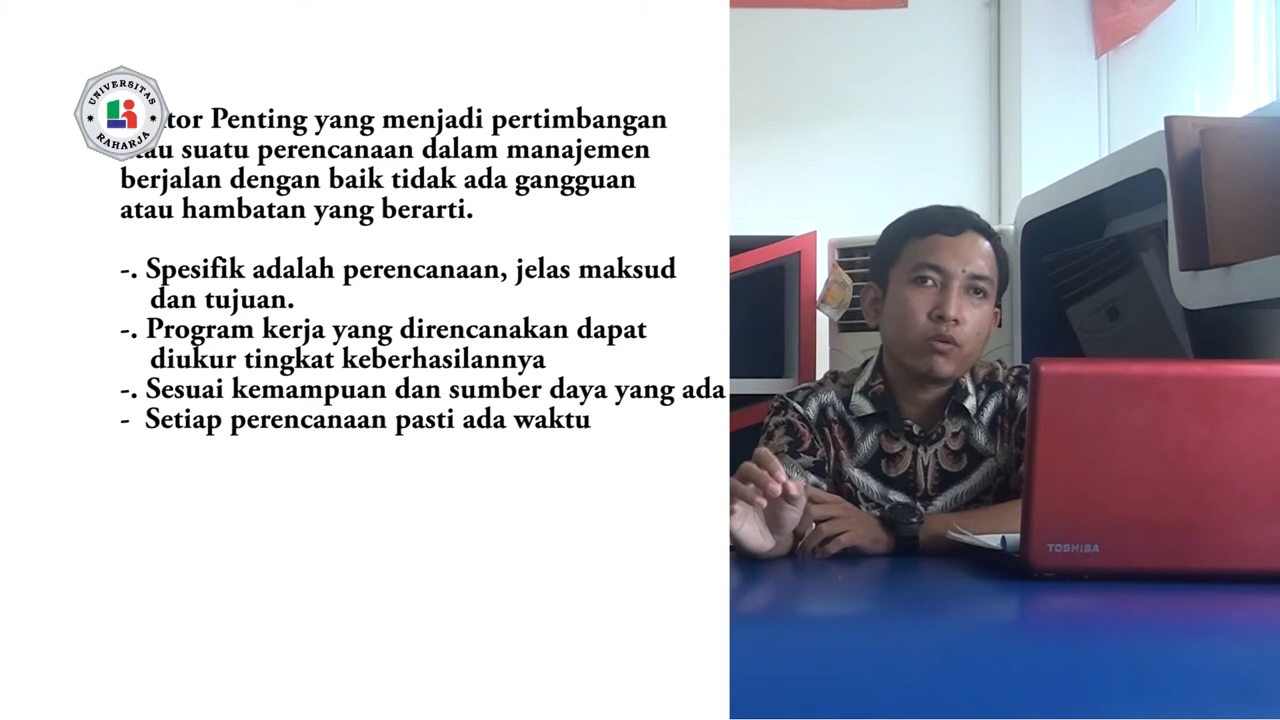 UNIVERSITAS
RAHARJA
Penting yang menjadi pertimbangan
suatu perencanaan dalam manajemen
berjalan dengan baik tidak ada gangguan
atau hambatan yang berarti.
-. Spesifik adalah perencanaan, jelas maksud
dan tujuan.
-. Program kerja yang direncanakan dapat
diukur tingkat keberhasilannya
-. Sesuai kemampuan dan sumber daya yang ada
- Setiap perencanaan pasti ada waktu
TOSHIBA